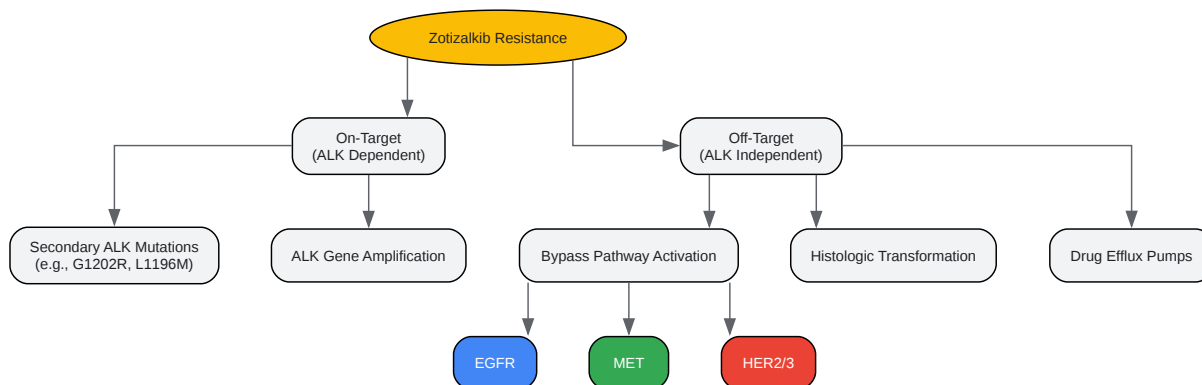 Zotizalkib Resistance
On-Target
(ALK Dependent)
Off-Target
(ALK Independent)
Secondary ALK Mutations
(e.g., G1202R, L1196M)
ALK Gene Amplification
Bypass Pathway Activation
Histologic Transformation
Drug Efflux Pumps
EGFR
MET
HER2/3